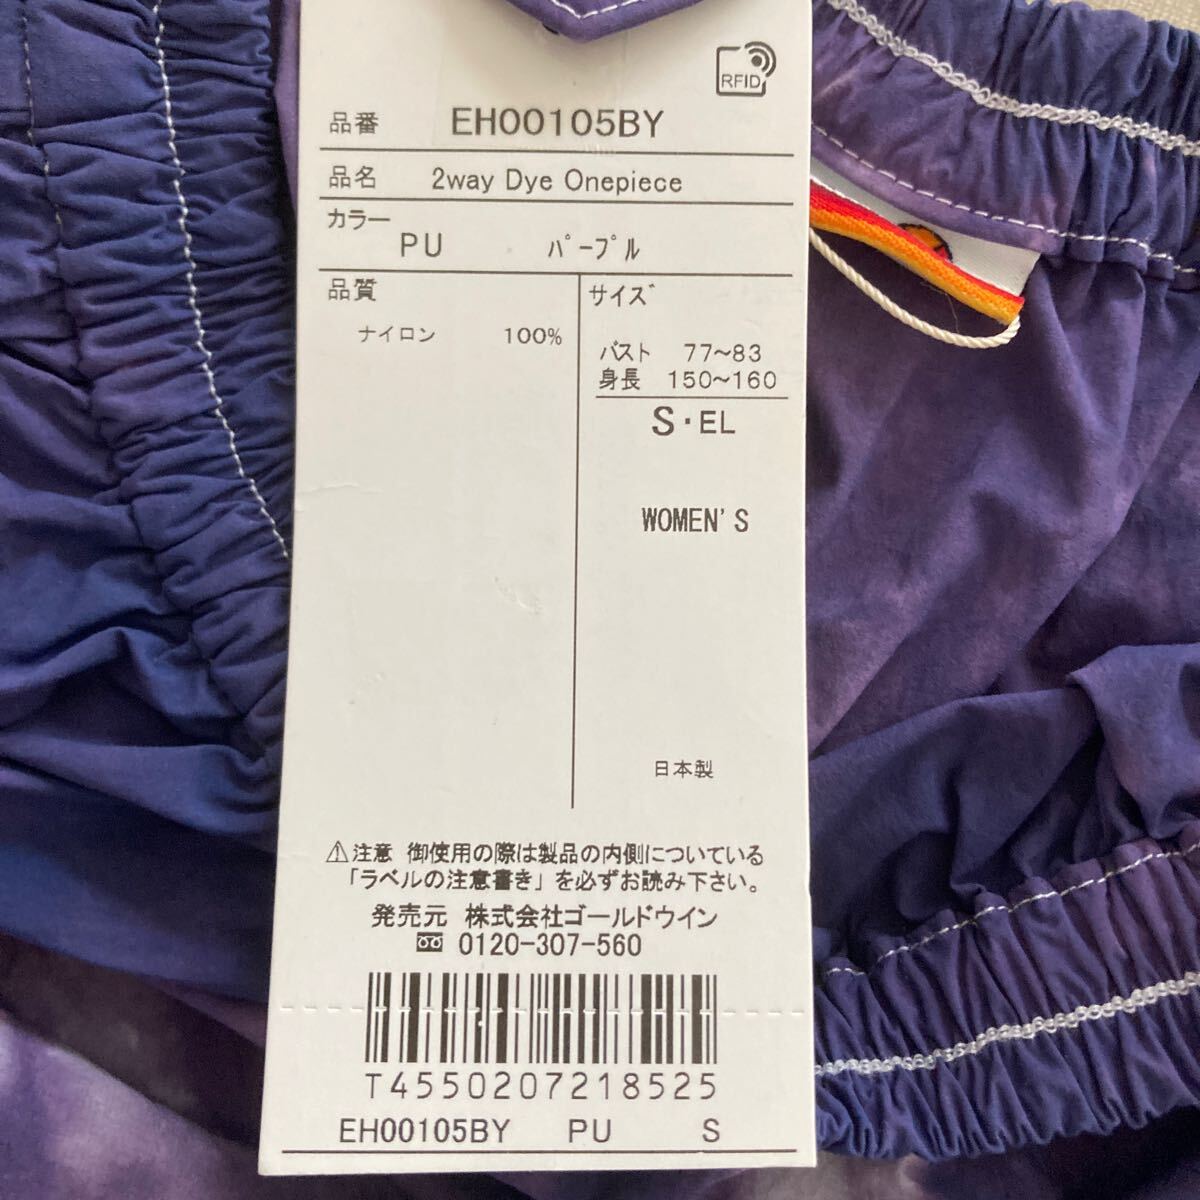 RFID
品番 EH00105BY
品名 2way Dye Onepiece
カラー
PU ﾊﾟｰﾌﾟﾙ
品質
ナイロン 100%
サイズ
バスト 77〜83
身長 150〜160
S・EL
WOMEN'S
日本製
⚠注意 御使用の際は製品の内側についている
「ラベルの注意書き」を必ずお読み下さい。
発売元 株式会社ゴールドウイン
0120-307-560
T4550207218525
EH00105BY PU S